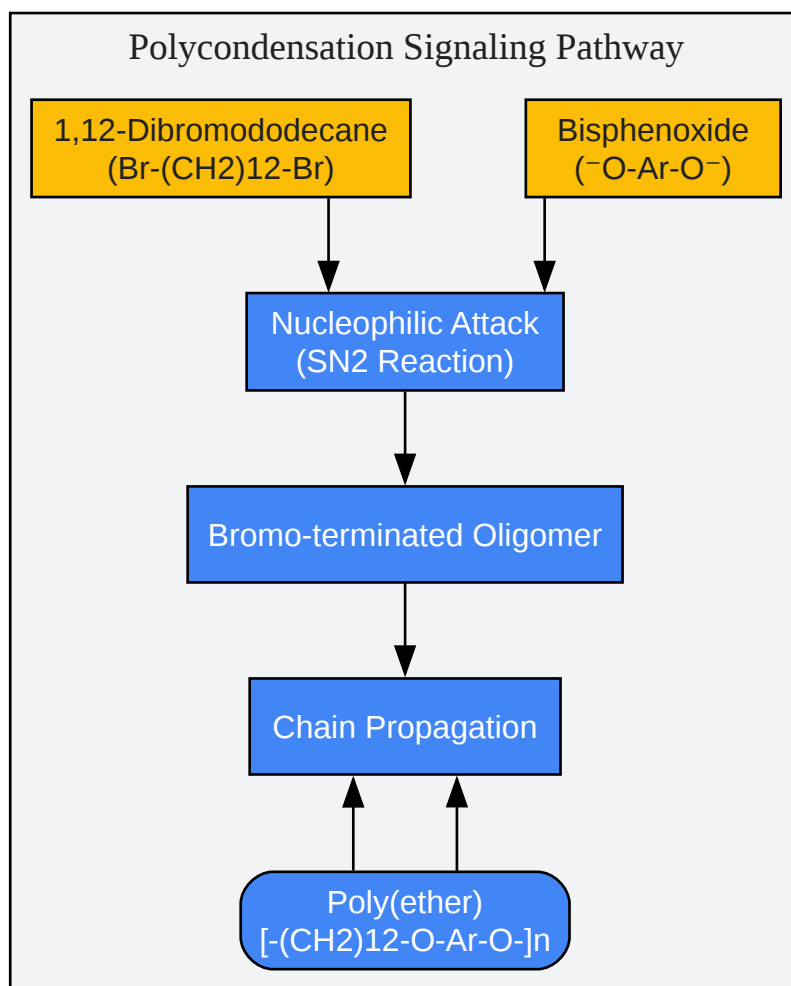 Polycondensation Signaling Pathway
1,12-Dibromododecane
(Br-(CH2)12-Br)
Bisphenoxide
(⁻O-Ar-O⁻)
Nucleophilic Attack
(SN2 Reaction)
Bromo-terminated Oligomer
Chain Propagation
Poly(ether)
[-(CH2)12-O-Ar-O-]n